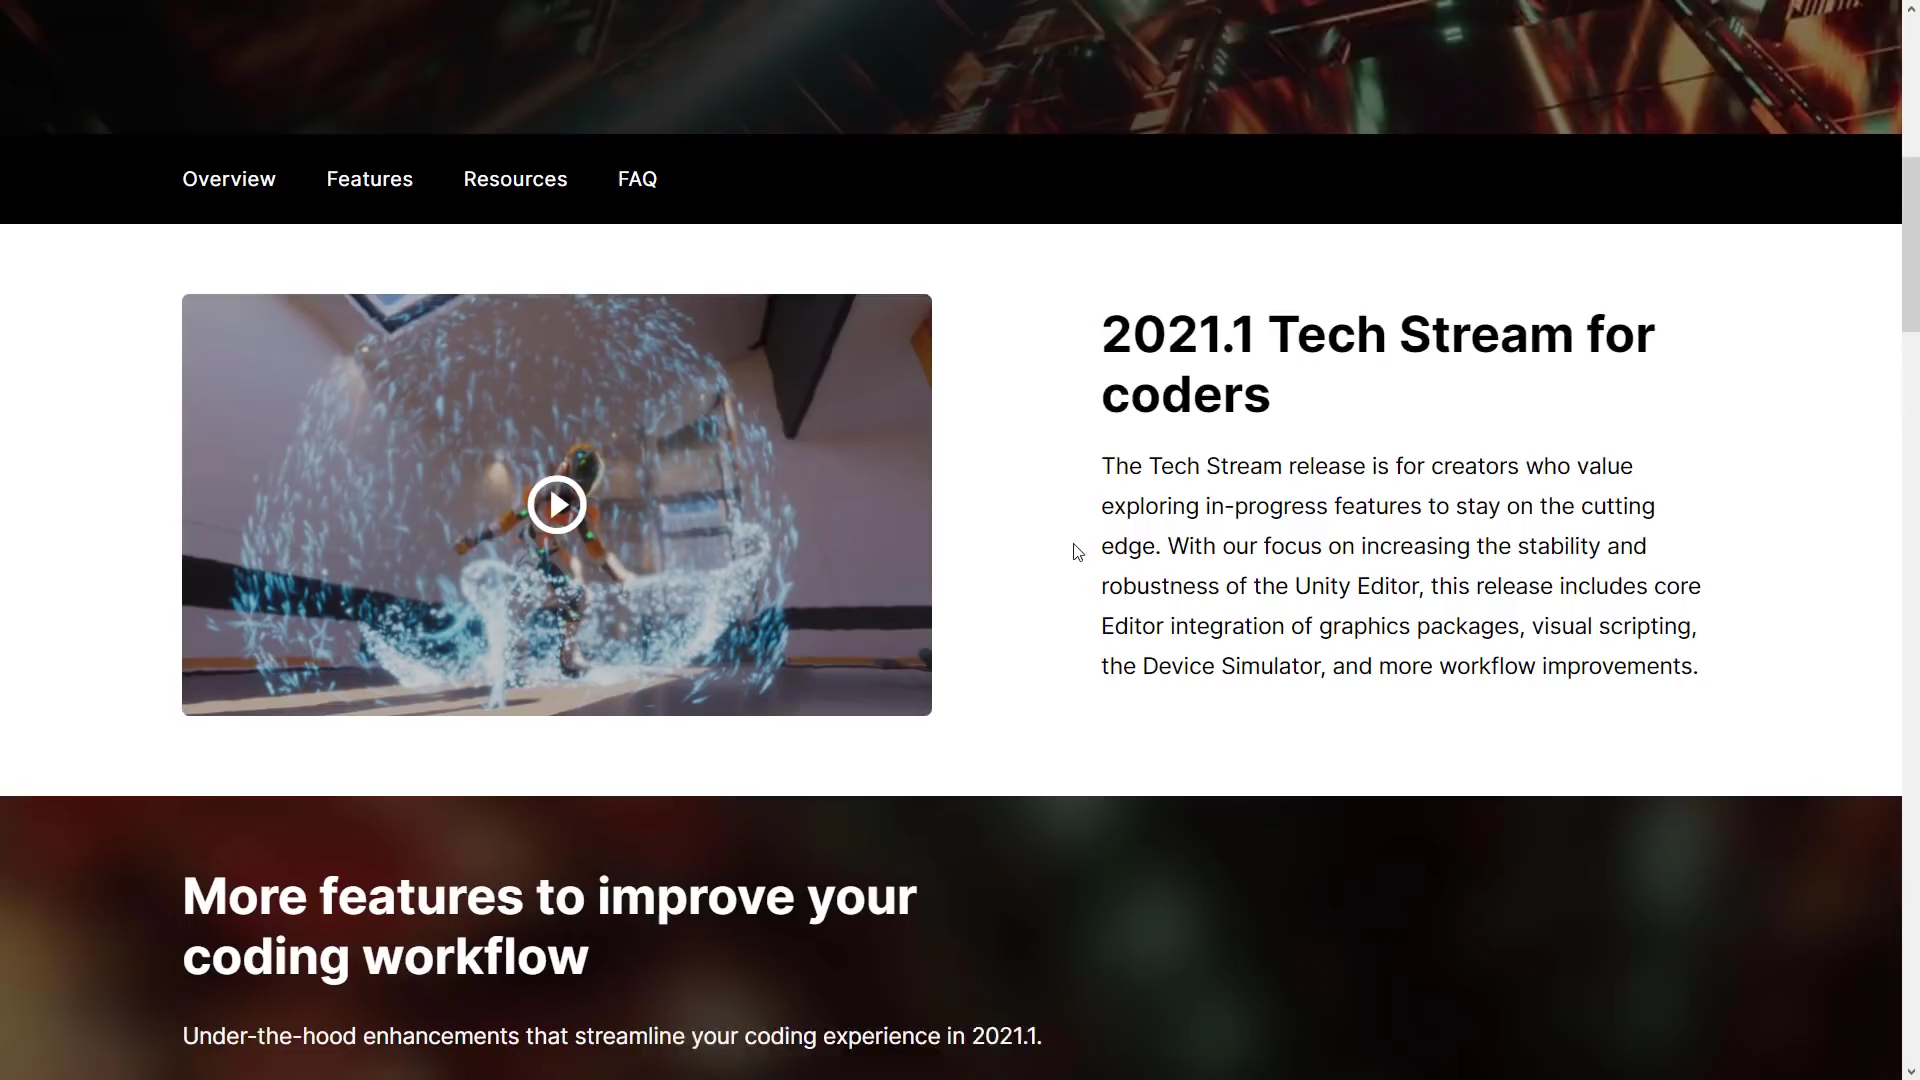 Overview Features Resources FAQ
2021.1 Tech Stream for
coders
The Tech Stream release is for creators who value
exploring in-progress features to stay on the cutting
edge. With our focus on increasing the stability and
robustness of the Unity Editor, this release includes core
Editor integration of graphics packages, visual scripting,
the Device Simulator, and more workflow improvements.
More features to improve your
coding workflow
Under-the-hood enhancements that streamline your coding experience in 2021.1.